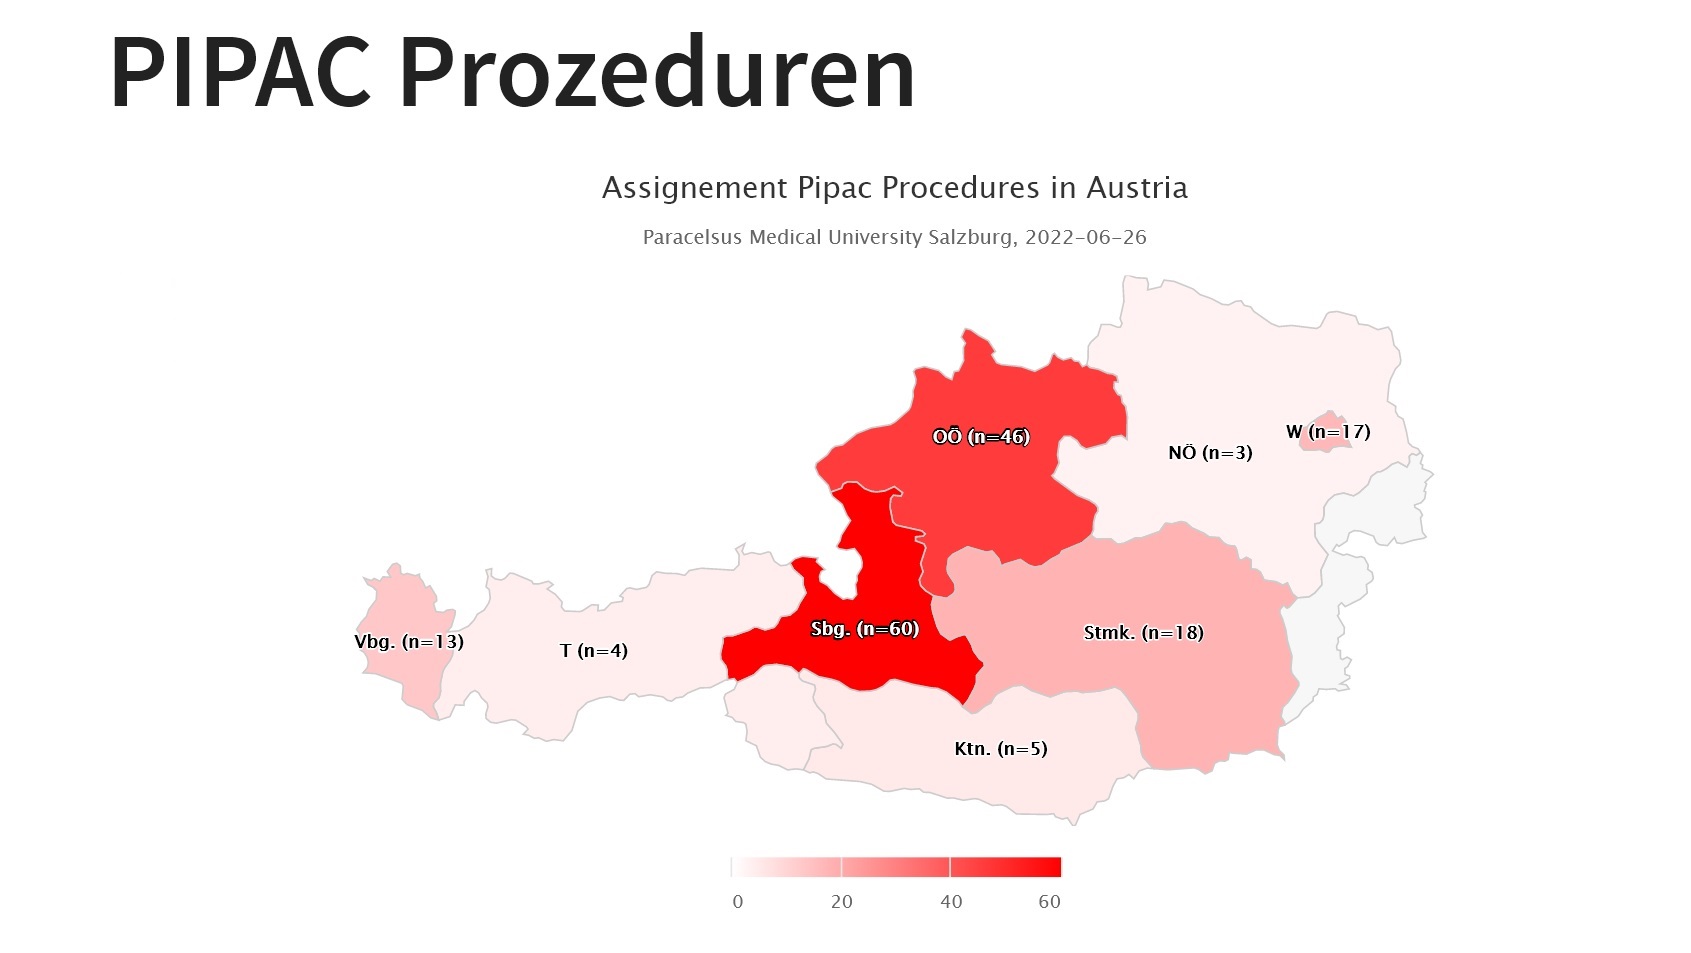 PIPAC Prozeduren
Assignement Pipac Procedures in Austria
Paracelsus Medical University Salzburg, 2022-06-26
OÖ (n=46)
W (n=17)
NÖ (n=3)
Sbg. (n=60)
Stmk. (n=18)
Vbg. (n=13)
T (n=4)
Ktn. (n=5)
0 20 40 60